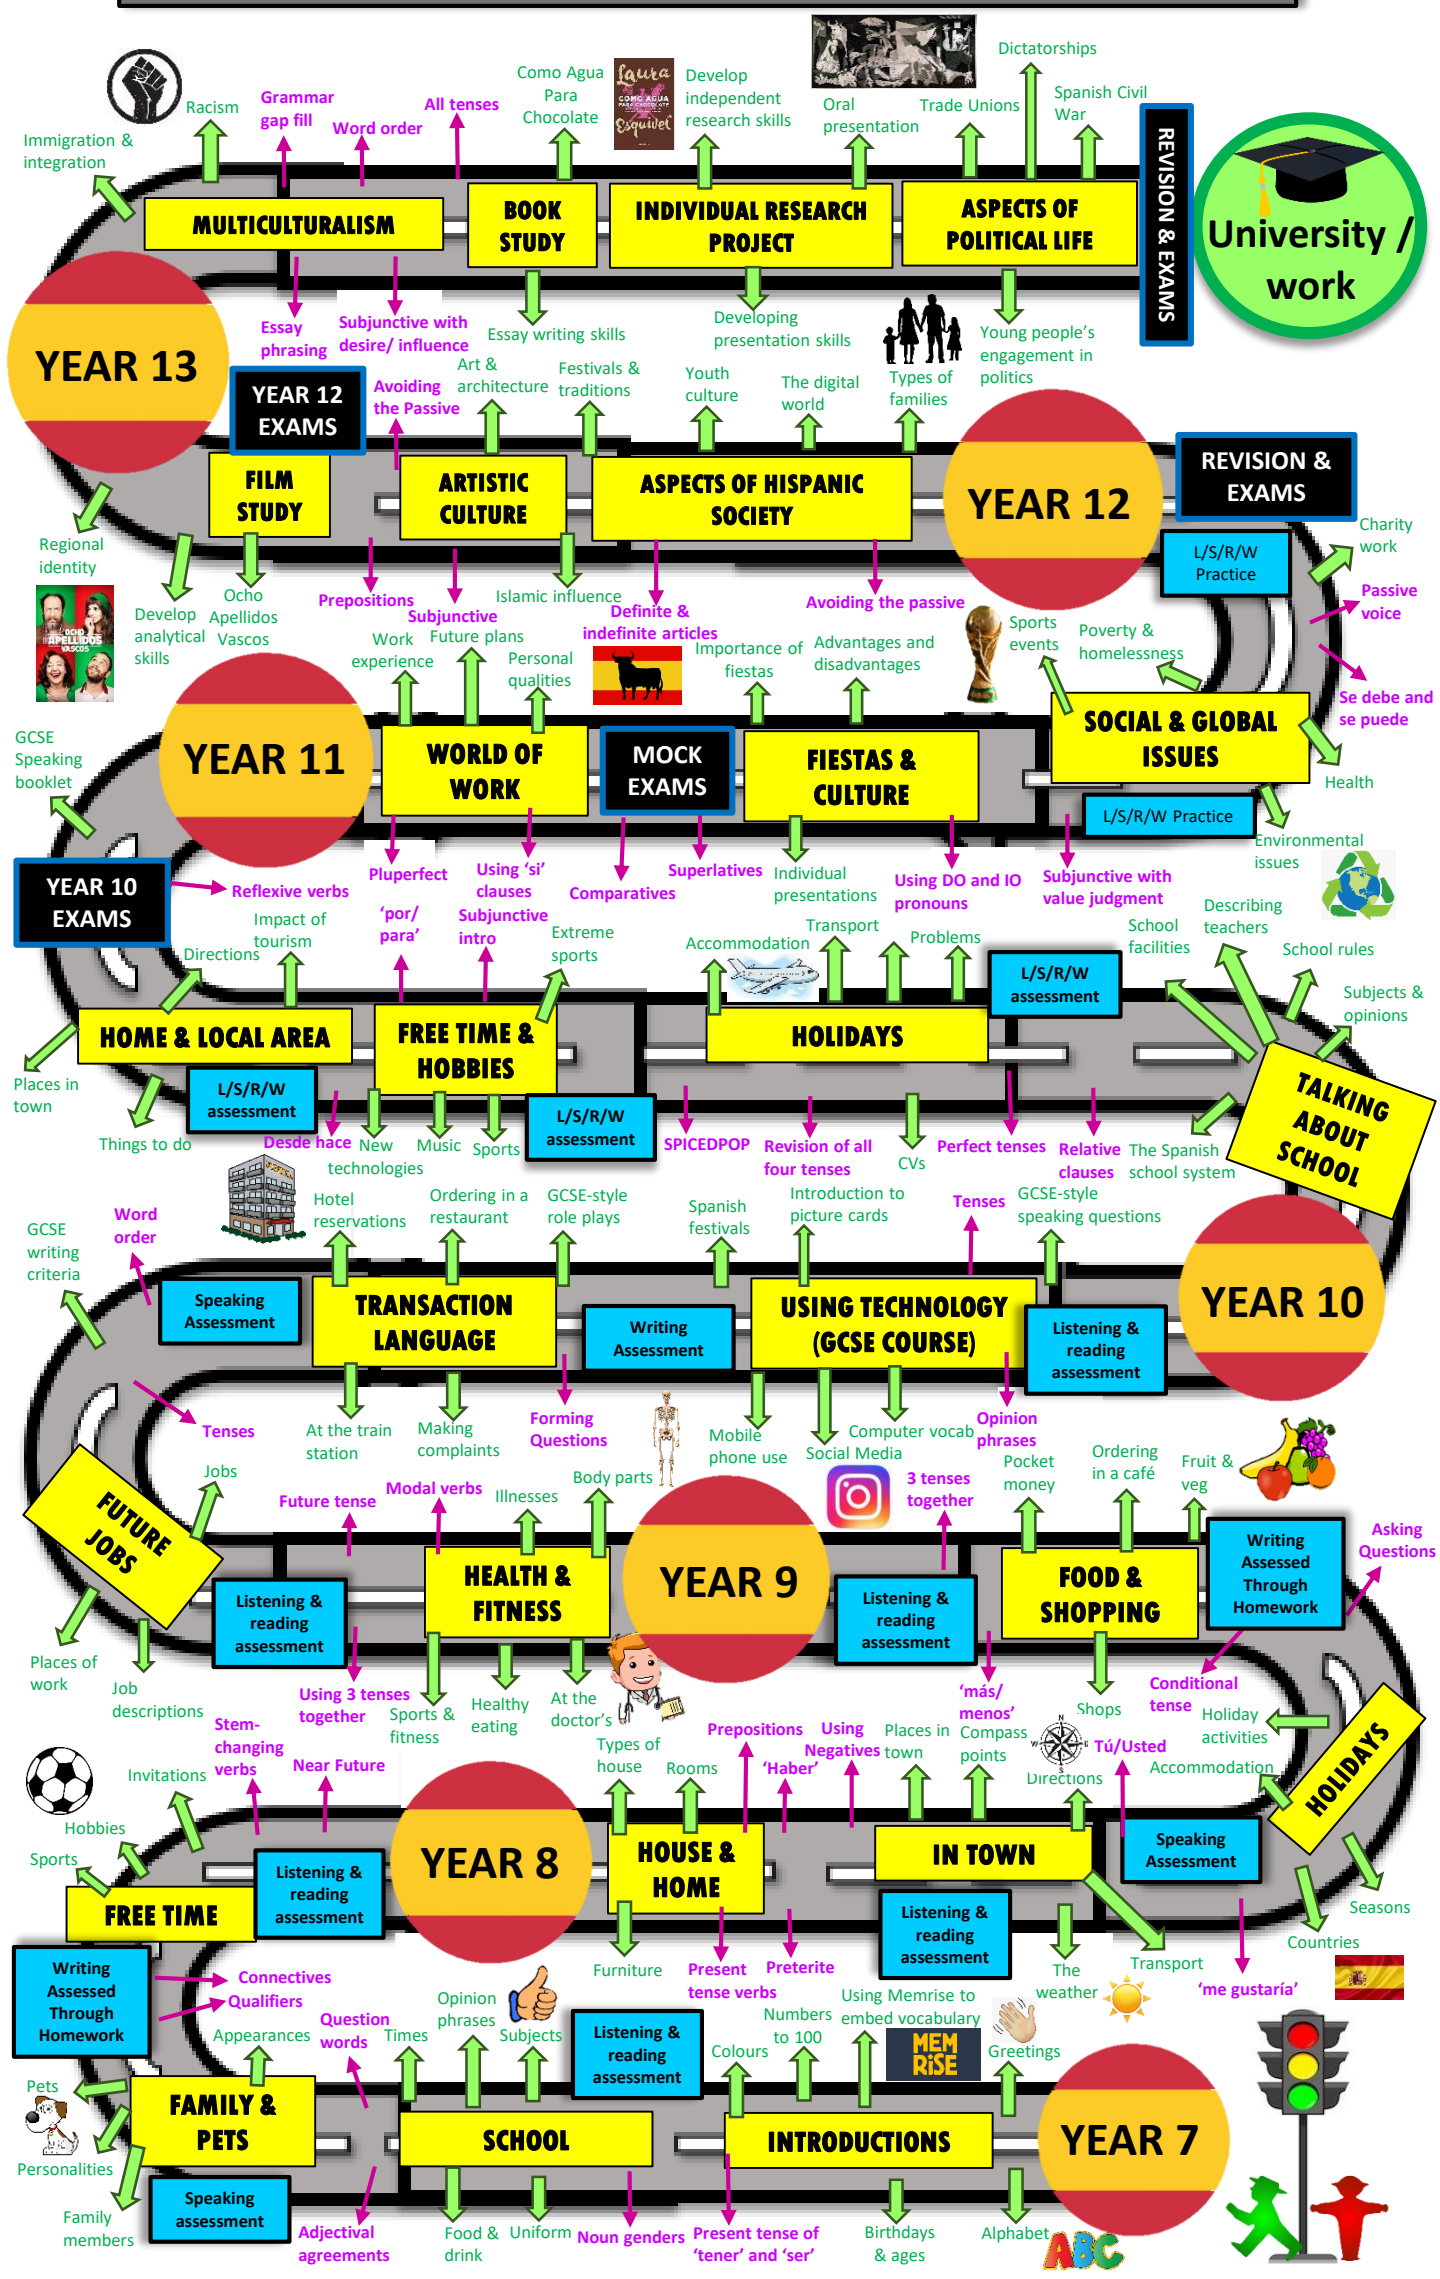 Dictatorships
Como Agua
Para
Chocolate
Laura
COMO AGUA
PARA CHOCOLATE
Esquivel
Develop
independent
research skills
Oral
presentation
Trade Unions
Spanish Civil
War
Racism
Grammar
gap fill
Word order
All tenses
Immigration &
integration
REVISION & EXAMS
University /
work
MULTICULTURALISM
BOOK
STUDY
INDIVIDUAL RESEARCH
PROJECT
ASPECTS OF
POLITICAL LIFE
Essay
phrasing
Subjunctive with
desire/ influence
Essay writing skills
Developing
presentation skills
Young people's
engagement in
politics
YEAR 13
YEAR 12
EXAMS
Avoiding
the Passive
Art &
architecture
Festivals &
traditions
Youth
culture
The digital
world
Types of
families
FILM
STUDY
ARTISTIC
CULTURE
ASPECTS OF HISPANIC
SOCIETY
YEAR 12
REVISION &
EXAMS
L/S/R/W
Practice
Charity
work
Passive
voice
Se debe and
se puede
Regional
identity
OCHO
APELLIDOS
VASCOS
Develop
analytical
skills
Ocho
Apellidos
Vascos
Prepositions
Subjunctive
Islamic influence
Definite &
indefinite articles
Avoiding the passive
Work
experience
Future plans
Personal
qualities
Importance of
fiestas
Advantages and
disadvantages
Sports
events
Poverty &
homelessness
YEAR 11
WORLD OF
WORK
MOCK
EXAMS
FIESTAS &
CULTURE
SOCIAL & GLOBAL
ISSUES
Health
L/S/R/W Practice
Environmental
issues
GCSE
Speaking
booklet
YEAR 10
EXAMS
Reflexive verbs
Pluperfect
Using 'si'
clauses
Comparatives
Superlatives
Individual
presentations
Using DO and IO
pronouns
Subjunctive with
value judgment
Directions
Impact of
tourism
'por/
para'
Subjunctive
intro
Extreme
sports
Accommodation
Transport
Problems
L/S/R/W
assessment
School
facilities
Describing
teachers
School rules
Subjects &
opinions
HOME & LOCAL AREA
FREE TIME &
HOBBIES
HOLIDAYS
TALKING
ABOUT
SCHOOL
Places in
town
Things to do
L/S/R/W
assessment
Desde hace
New
technologies
Music
Sports
L/S/R/W
assessment
SPICEDPOP
Revision of all
four tenses
CVs
Perfect tenses
Relative
clauses
The Spanish
school system
GCSE
writing
criteria
Word
order
Hotel
reservations
Ordering in a
restaurant
GCSE-style
role plays
Spanish
festivals
Introduction to
picture cards
Tenses
GCSE-style
speaking questions
Speaking
Assessment
TRANSACTION
LANGUAGE
Writing
Assessment
USING TECHNOLOGY
(GCSE COURSE)
Listening &
reading
assessment
YEAR 10
Tenses
At the train
station
Making
complaints
Forming
Questions
Mobile
phone use
Social Media
Computer vocab
Opinion
phrases
FUTURE
JOBS
Jobs
Future tense
Modal verbs
Illnesses
Body parts
YEAR 9
3 tenses
together
Pocket
money
Ordering
in a café
Fruit &
veg
Listening &
reading
assessment
HEALTH &
FITNESS
Listening &
reading
assessment
FOOD &
SHOPPING
Writing
Assessed
Through
Homework
Asking
Questions
Places of
work
Job
descriptions
Using 3 tenses
together
Sports &
fitness
Healthy
eating
At the
doctor's
'más/
menos'
Shops
Conditional
tense
Holiday
activities
HOLIDAYS
Accommodation
Seasons
Countries
Stem-
changing
verbs
Near Future
Invitations
Hobbies
Sports
Types of
house
Rooms
Prepositions
'Haber'
Using
Negatives
Places in
town
Compass
points
N
E
S
W
Directions
Tú/Usted
FREE TIME
Listening &
reading
assessment
YEAR 8
HOUSE &
HOME
IN TOWN
Speaking
Assessment
Furniture
Present
tense verbs
Preterite
Listening &
reading
assessment
The
weather
Transport
'me gustaría'
Writing
Assessed
Through
Homework
Connectives
Qualifiers
Appearances
Question
words
Times
Opinion
phrases
Subjects
Listening &
reading
assessment
Colours
Numbers
to 100
Using Memrise to
embed vocabulary
MEM
RiSE
Greetings
Pets
Personalities
Family
members
FAMILY &
PETS
SCHOOL
INTRODUCTIONS
YEAR 7
Speaking
assessment
Adjectival
agreements
Food &
drink
Uniform
Noun genders
Present tense of
'tener' and 'ser'
Birthdays
& ages
Alphabet
ABC